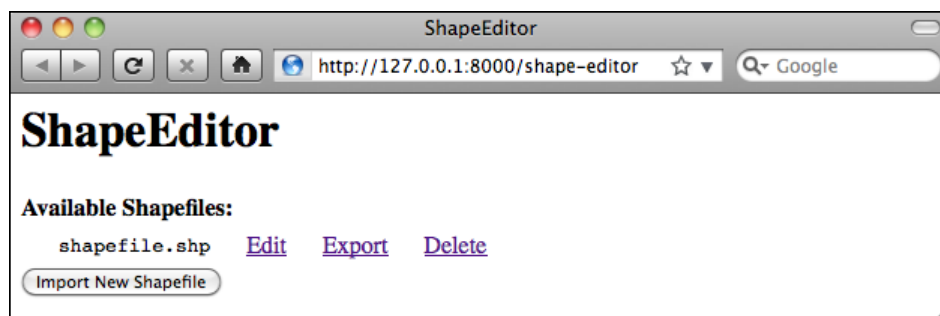 ShapeEditor
http://127.0.0.1:8000/shape-editor Google
ShapeEditor
Available Shapefiles:
shapefile.shp Edit Export Delete
Import New Shapefile